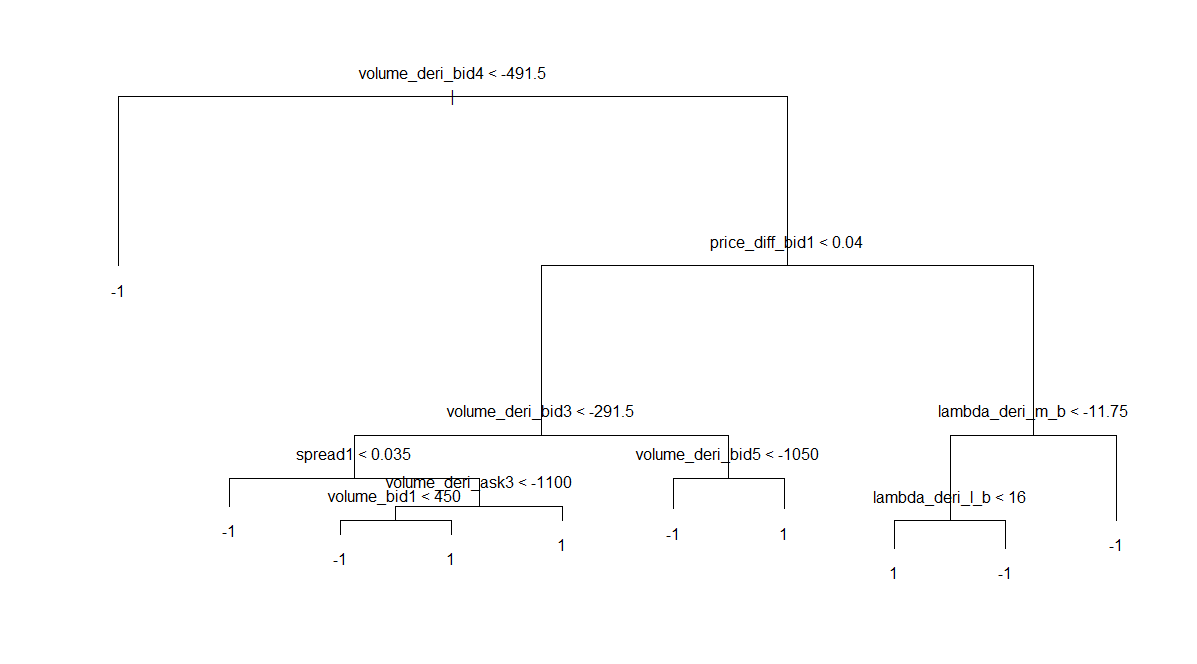 volume_deri_bid4 < -491.5
price_diff_bid1 < 0.04
-1
volume_deri_bid3 < -291.5
lambda_deri_m_b < -11.75
spread1 < 0.035
volume_deri_bid5 < -1050
volume_deri_ask3 < -1100
volume_bid1 < 450
lambda_deri_l_b < 16
-1
-1
1
1
-1
-1
1
1
-1